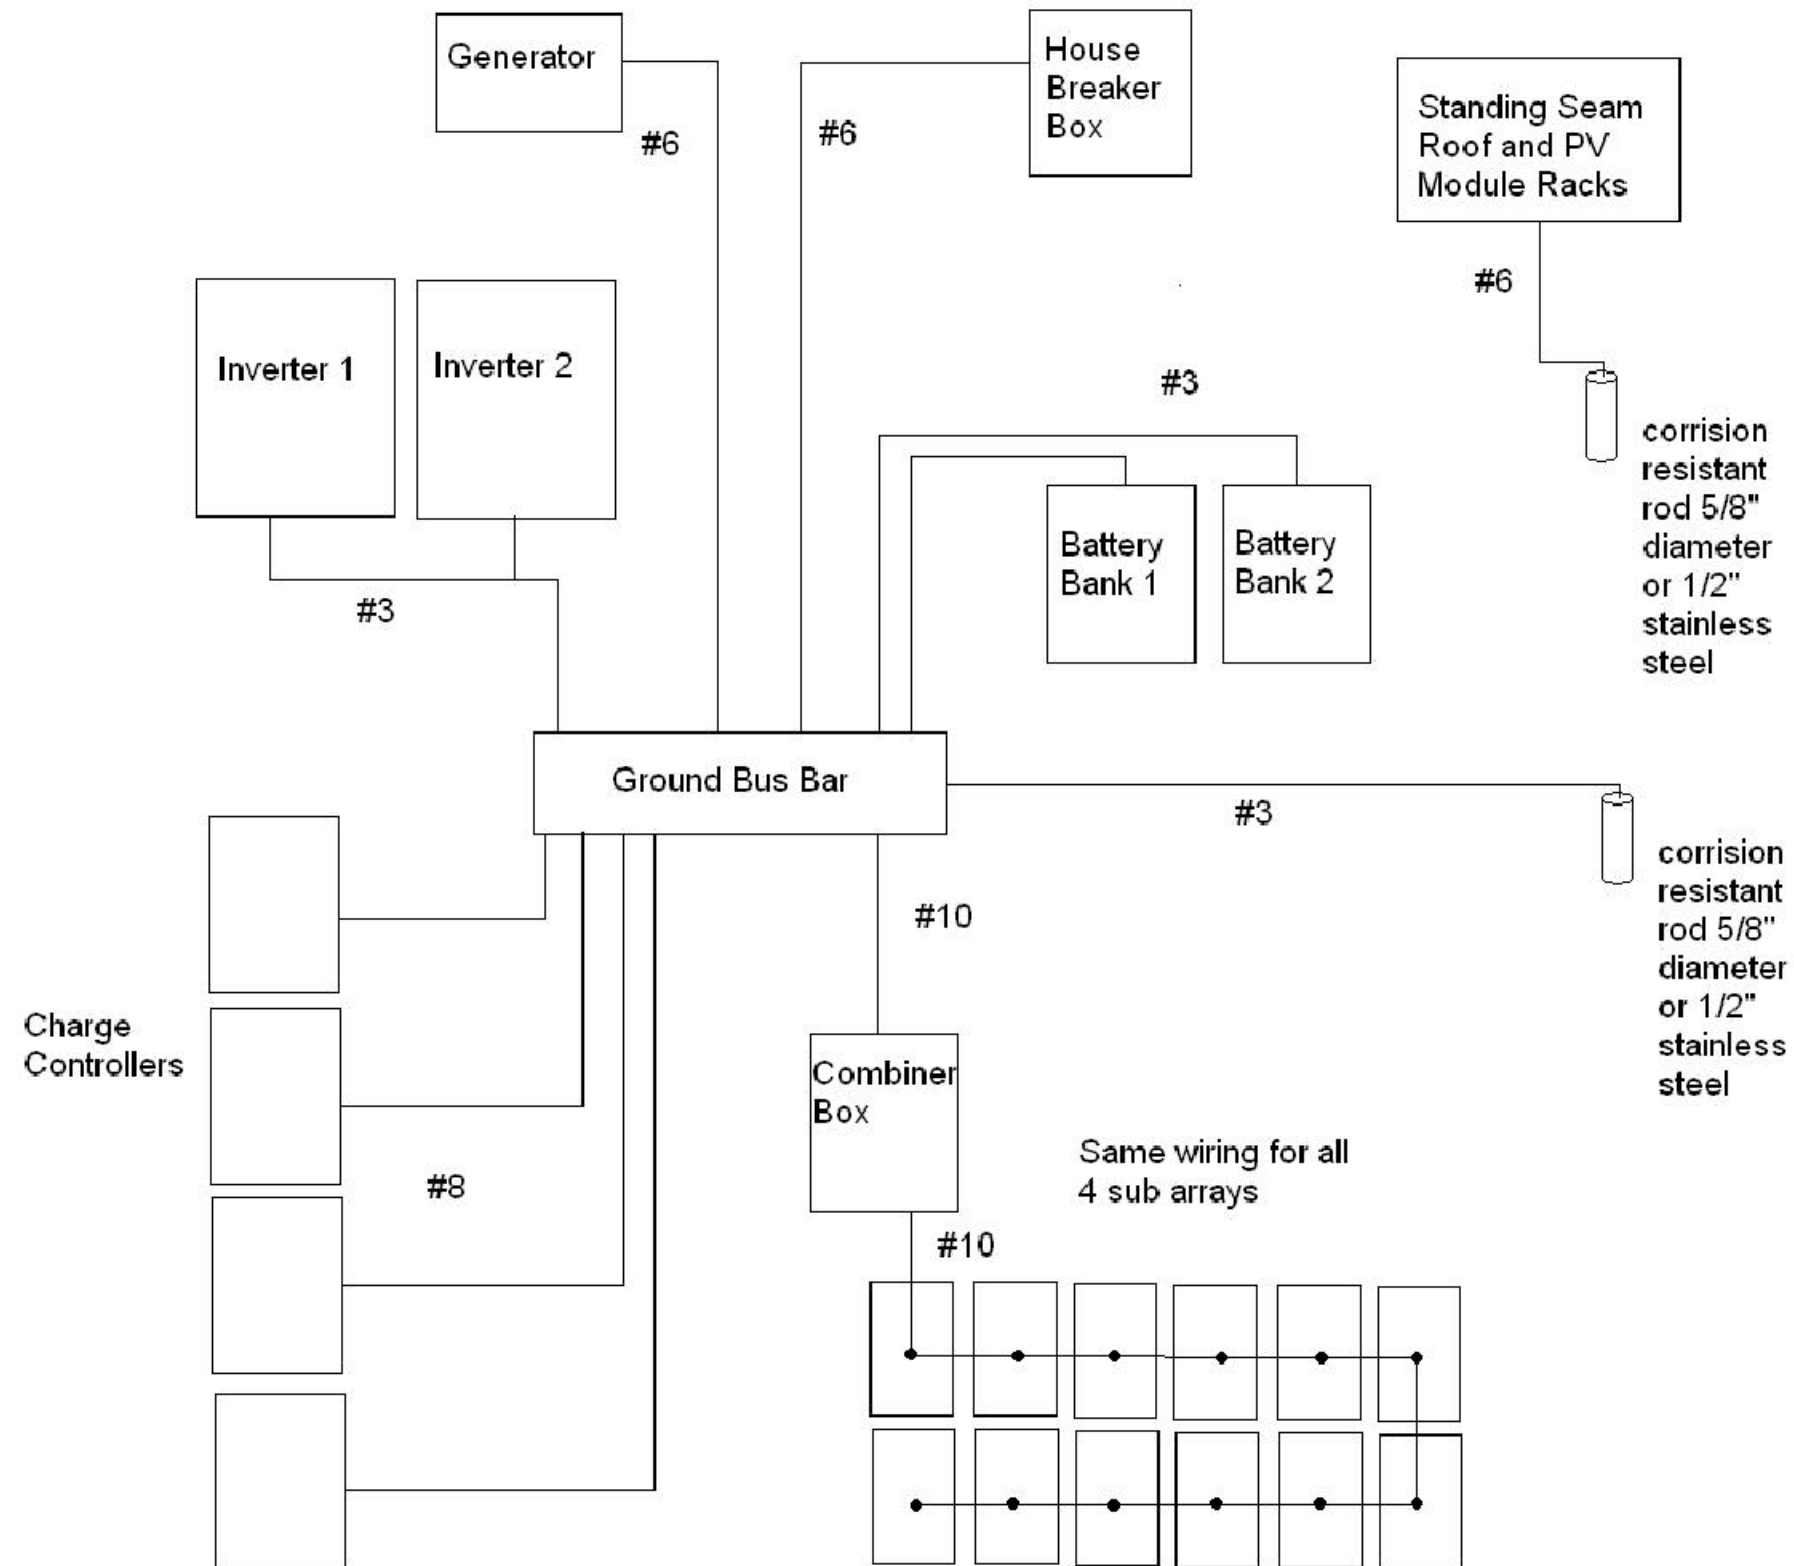 Generator
#6
House
Breaker
Box
#6
Standing Seam
Roof and PV
Module Racks
#6
Inverter 1
Inverter 2
#3
#3
Battery
Bank 1
Battery
Bank 2
corrision
resistant
rod 5/8"
diameter
or 1/2"
stainless
steel
Ground Bus Bar
#3
corrision
resistant
rod 5/8"
diameter
or 1/2"
stainless
steel
#10
Charge
Controllers
#8
Combiner
Box
Same wiring for all
4 sub arrays
#10